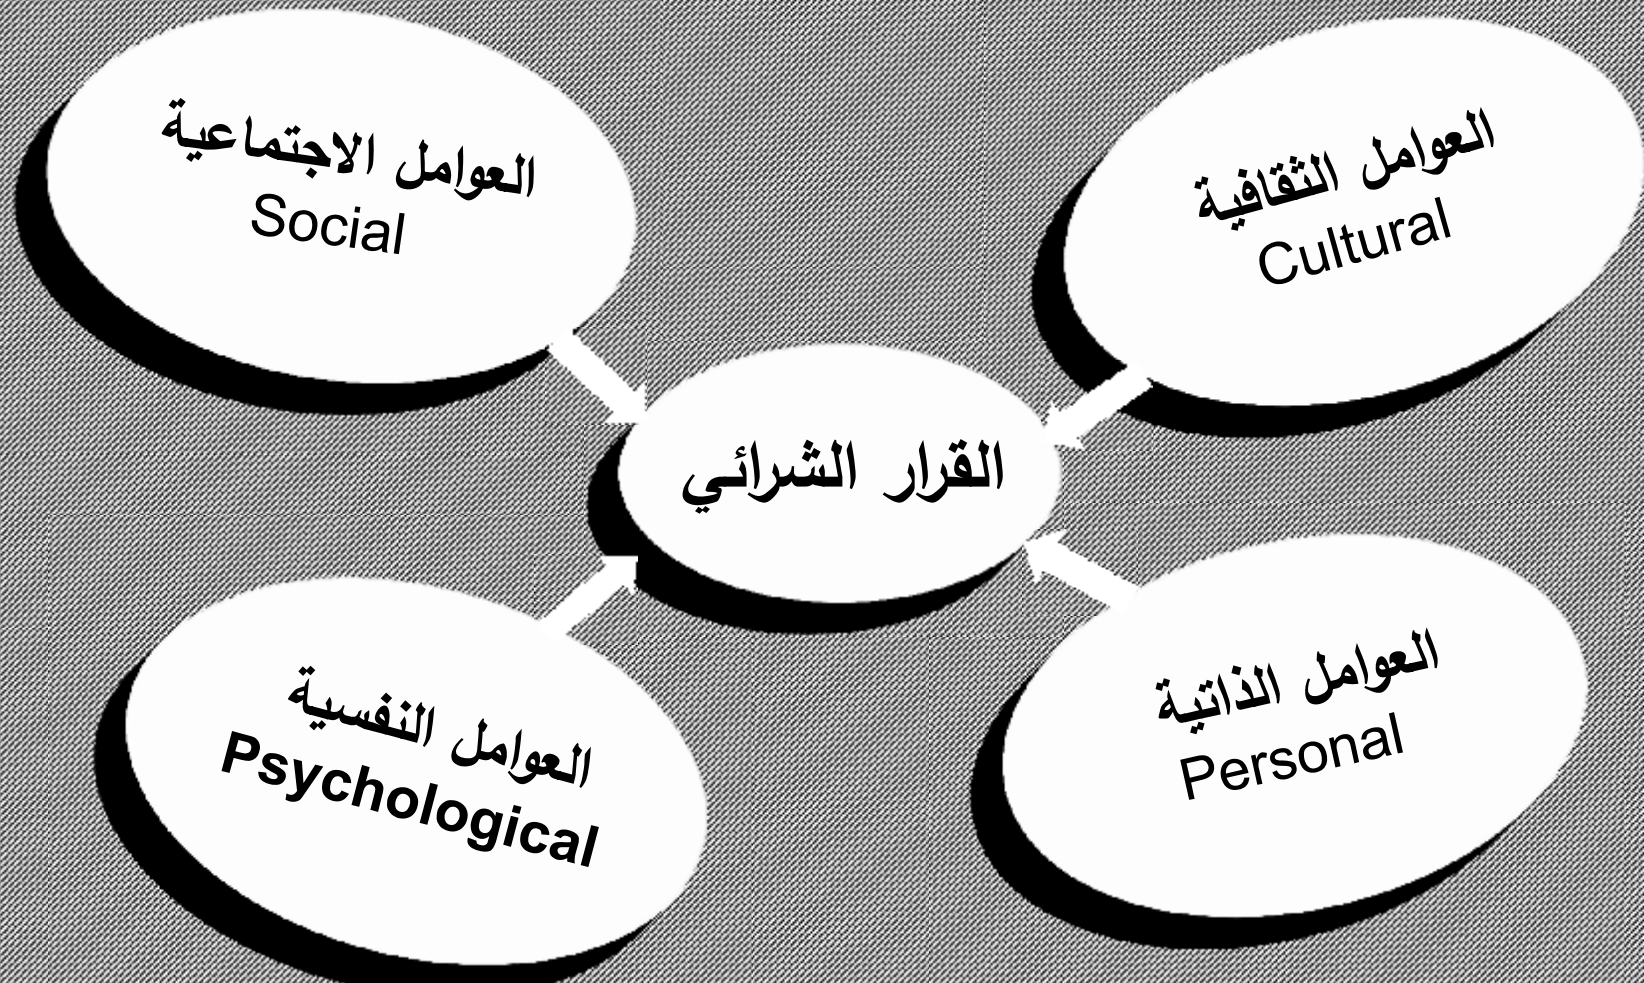 العوامل الاجتماعية
Social
العوامل الثقافية
Cultural
القرار الشرائي
العوامل النفسية
Psychological
العوامل الذاتية
Personal